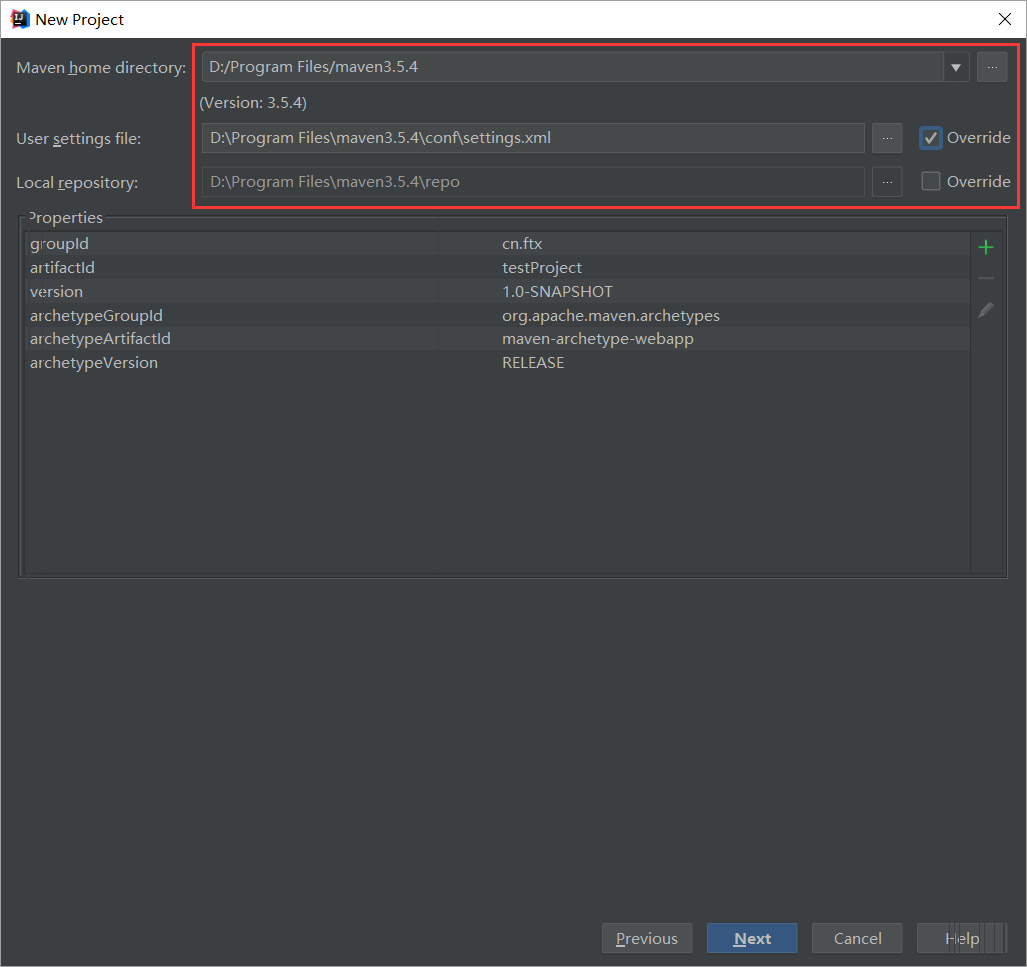 New Project
Maven home directory: D:/Program Files/maven3.5.4 ...
(Version: 3.5.4)
User settings file: D:\Program Files\maven3.5.4\conf\settings.xml ... Override
Local repository: D:\Program Files\maven3.5.4\repo ... Override
Properties
groupId cn.ftx
artifactId testProject
version 1.0-SNAPSHOT
archetypeGroupId org.apache.maven.archetypes
archetypeArtifactId maven-archetype-webapp
archetypeVersion RELEASE
Previous Next Cancel Help